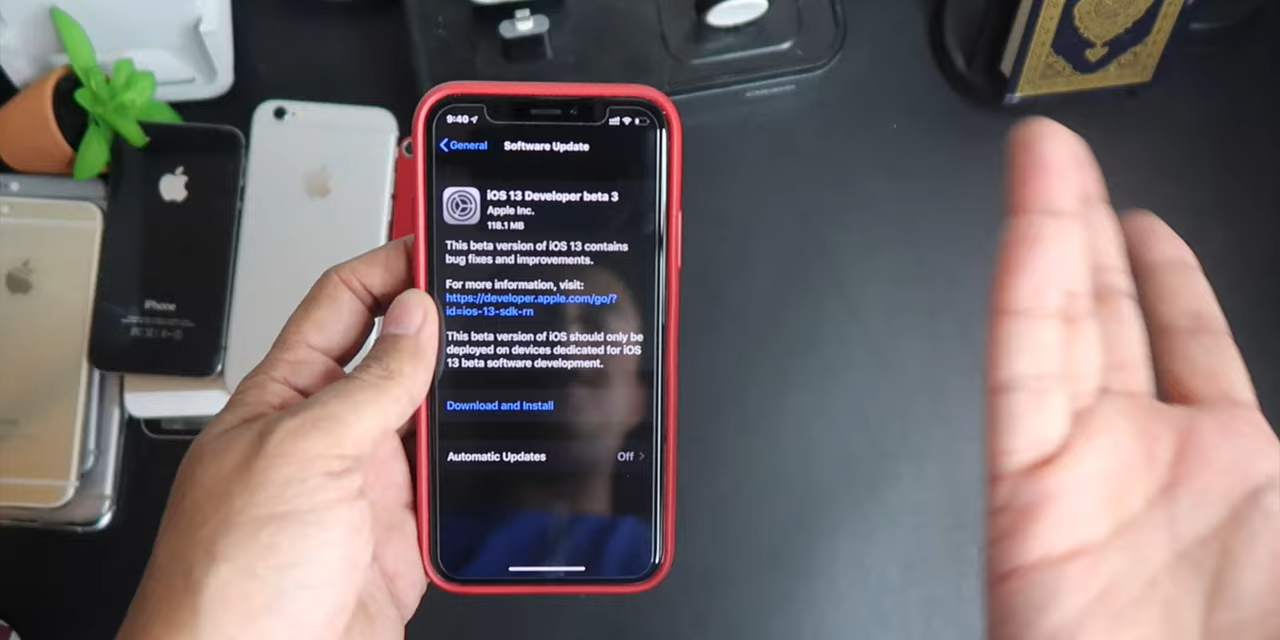 9:40
General
Software Update
iOS 13 Developer beta 3
Apple Inc.
118.1 MB
This beta version of iOS 13 contains
bug fixes and improvements.
For more information, visit:
https://developer.apple.com/go/?
id=ios-13-sdk-rn
This beta version of iOS should only be
deployed on devices dedicated for iOS
13 beta software development.
Download and Install
Automatic Updates Off
iPhone